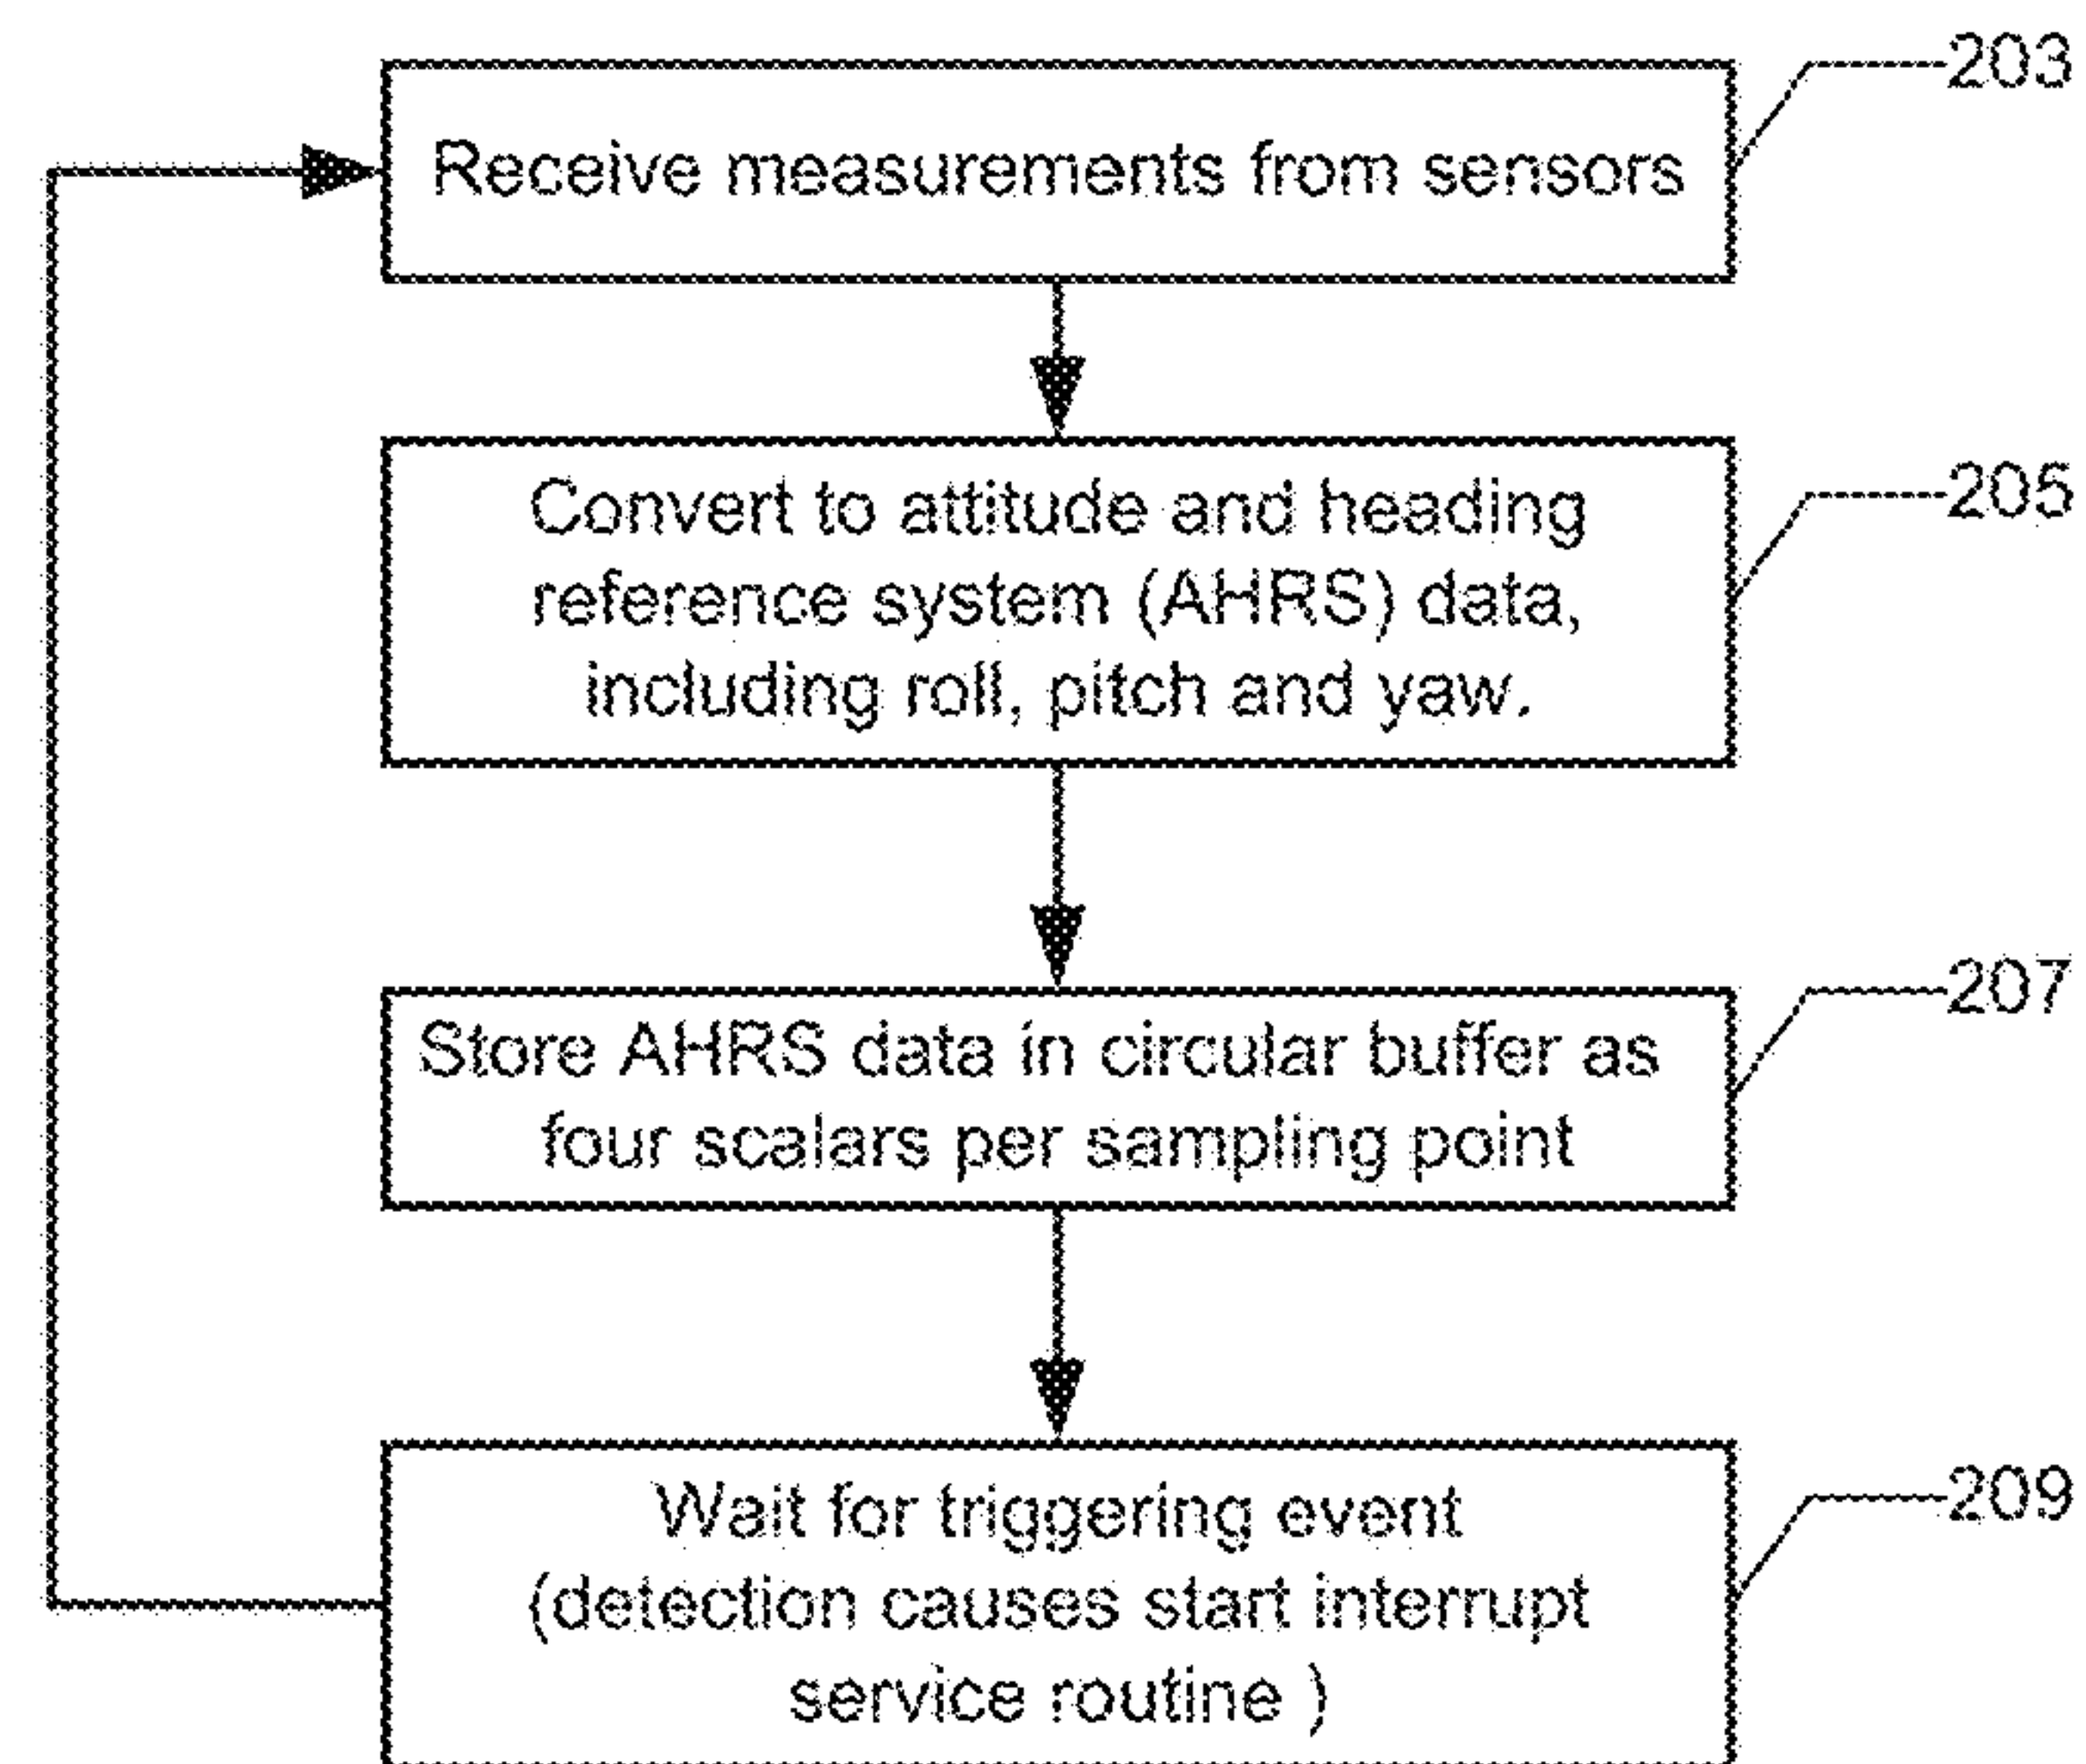 203
Receive measurements from sensors
Convert to attitude and heading
205
reference system (AHRS) data,
including roll, pitch and yaw.
207
Store AHRS data in circular buffer as
four scalars per sampling point
209
Wait for triggering event
(detection causes start interrupt
service routine )